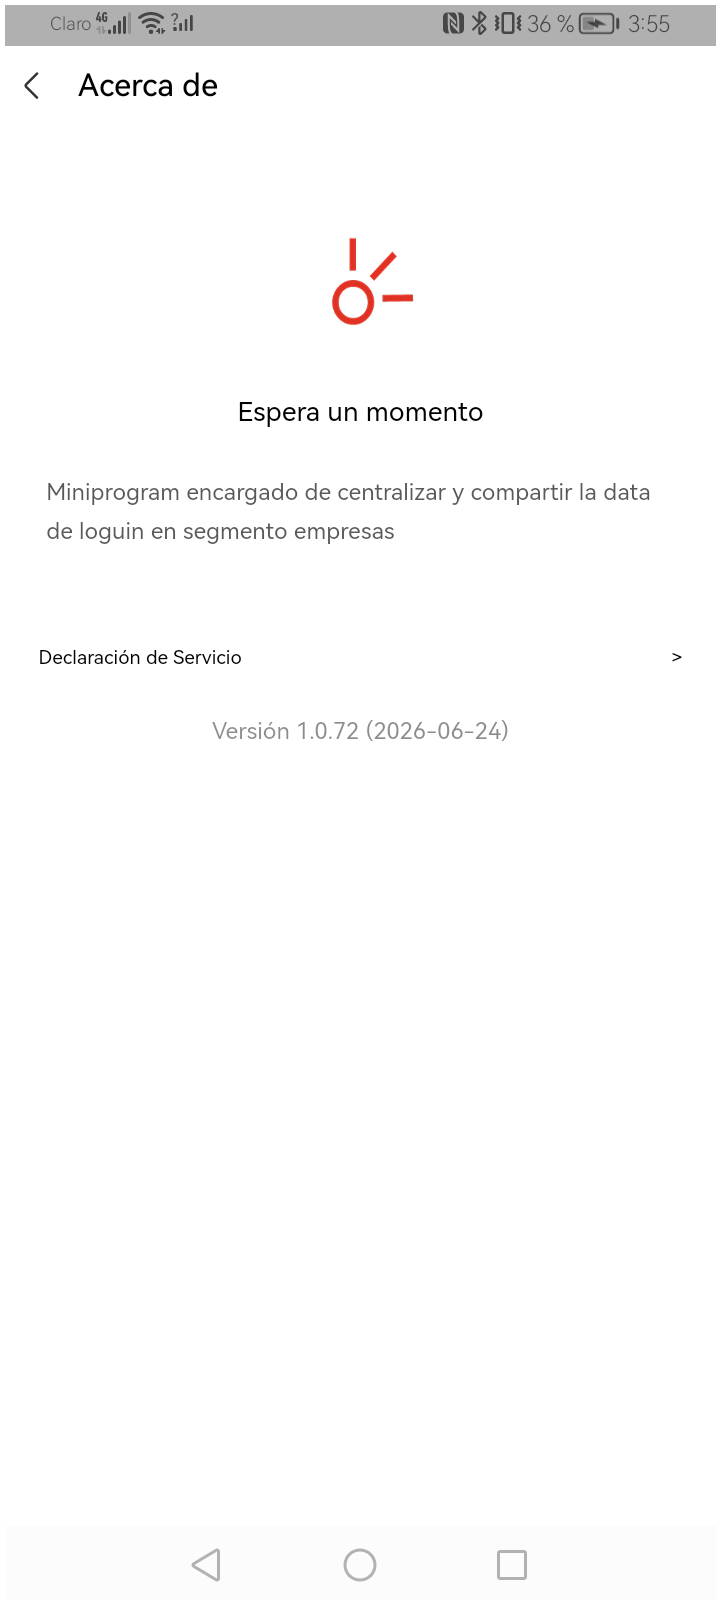 Claro 4G ? 36 % 3:55
Acerca de
Espera un momento
Miniprogram encargado de centralizar y compartir la data
de loguin en segmento empresas
Declaración de Servicio >
Versión 1.0.72 (2026-06-24)